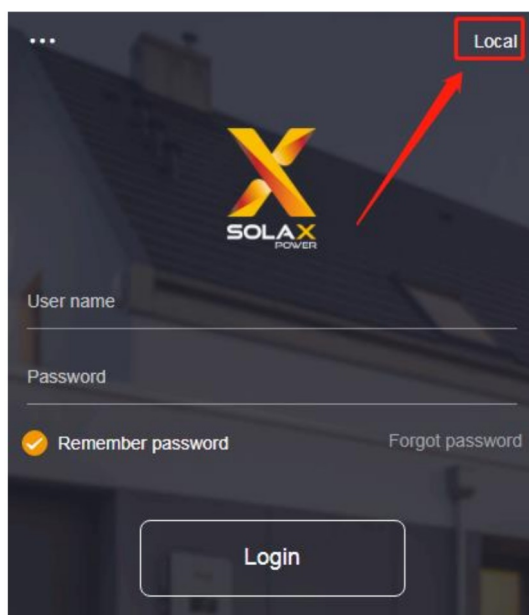 Local
SOLAX
POWER
User name
Password
Remember password
Forgot password
Login